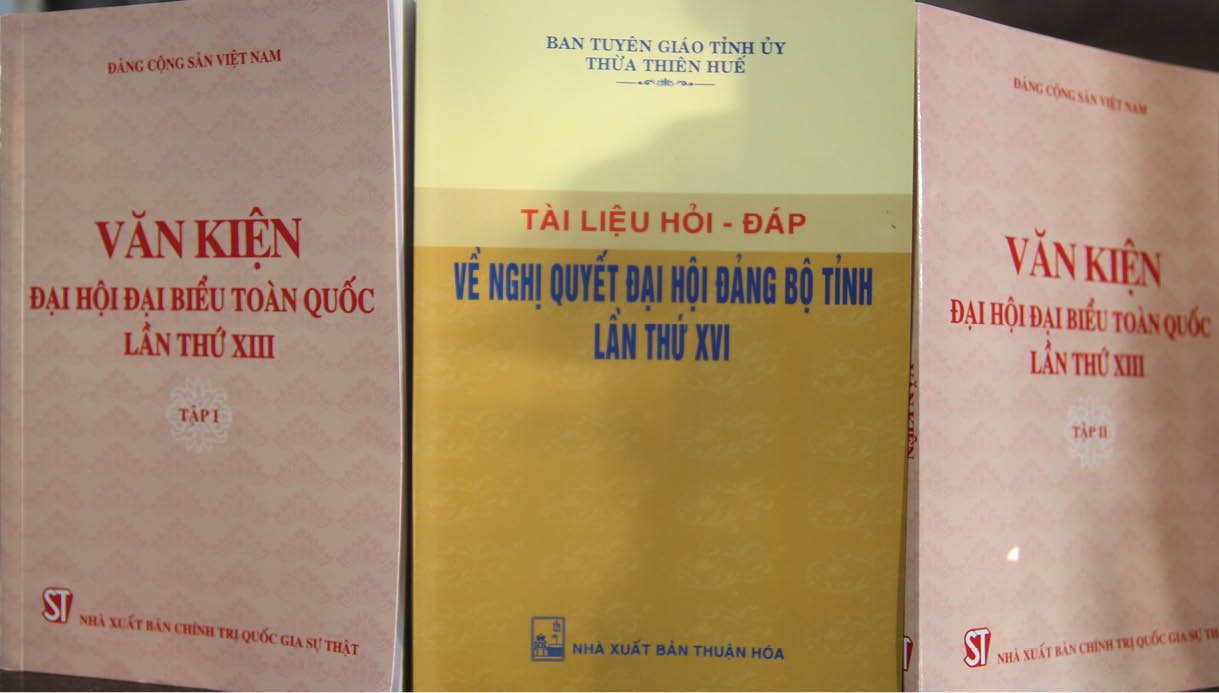 ĐẢNG CỘNG SẢN VIỆT NAM
VĂN KIỆN
ĐẠI HỘI ĐẠI BIỂU TOÀN QUỐC
LẦN THỨ XIII
TẬP I
ST
NHÀ XUẤT BẢN CHÍNH TRỊ QUỐC GIA SỰ THẬT
BAN TUYÊN GIÁO TỈNH ỦY
THỪA THIÊN HUẾ
TÀI LIỆU HỎI - ĐÁP
VỀ NGHỊ QUYẾT ĐẠI HỘI ĐẢNG BỘ TỈNH
LẦN THỨ XVI
NHÀ XUẤT BẢN THUẬN HÓA
ĐẢNG CỘNG SẢN VIỆT NAM
VĂN KIỆN
ĐẠI HỘI ĐẠI BIỂU TOÀN QUỐC
LẦN THỨ XIII
TẬP II
ST
NHÀ XUẤT BẢN CHÍNH TRỊ QUỐC GIA SỰ